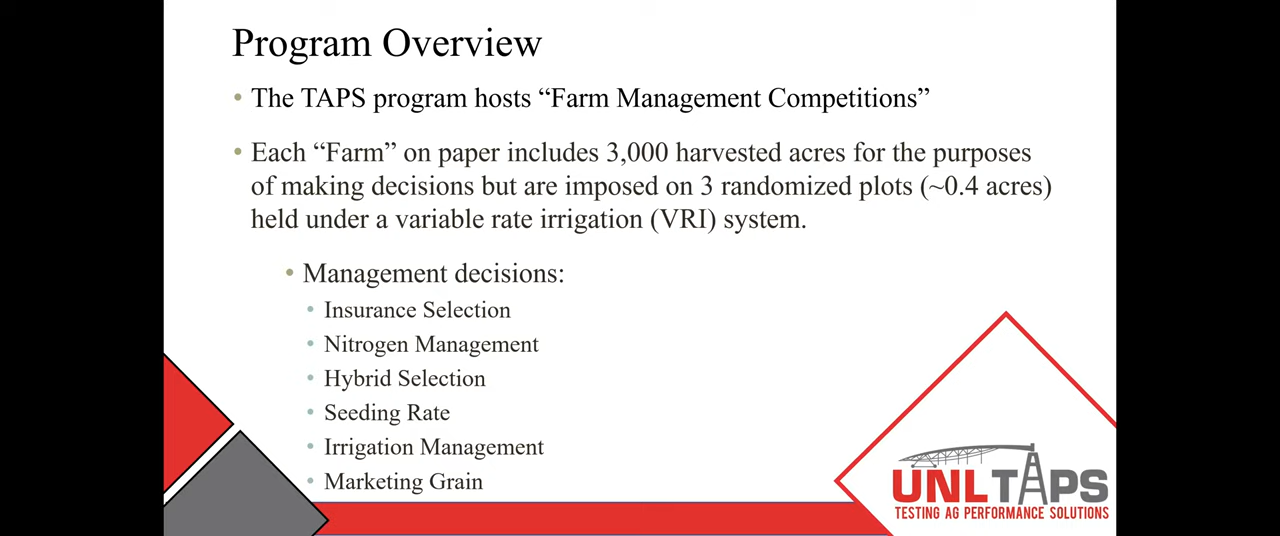 Program Overview
• The TAPS program hosts “Farm Management Competitions”
• Each “Farm” on paper includes 3,000 harvested acres for the purposes
of making decisions but are imposed on 3 randomized plots (~0.4 acres)
held under a variable rate irrigation (VRI) system.
• Management decisions:
• Insurance Selection
• Nitrogen Management
• Hybrid Selection
• Seeding Rate
• Irrigation Management
• Marketing Grain
UNLTAPS
TESTING AG PERFORMANCE SOLUTIONS